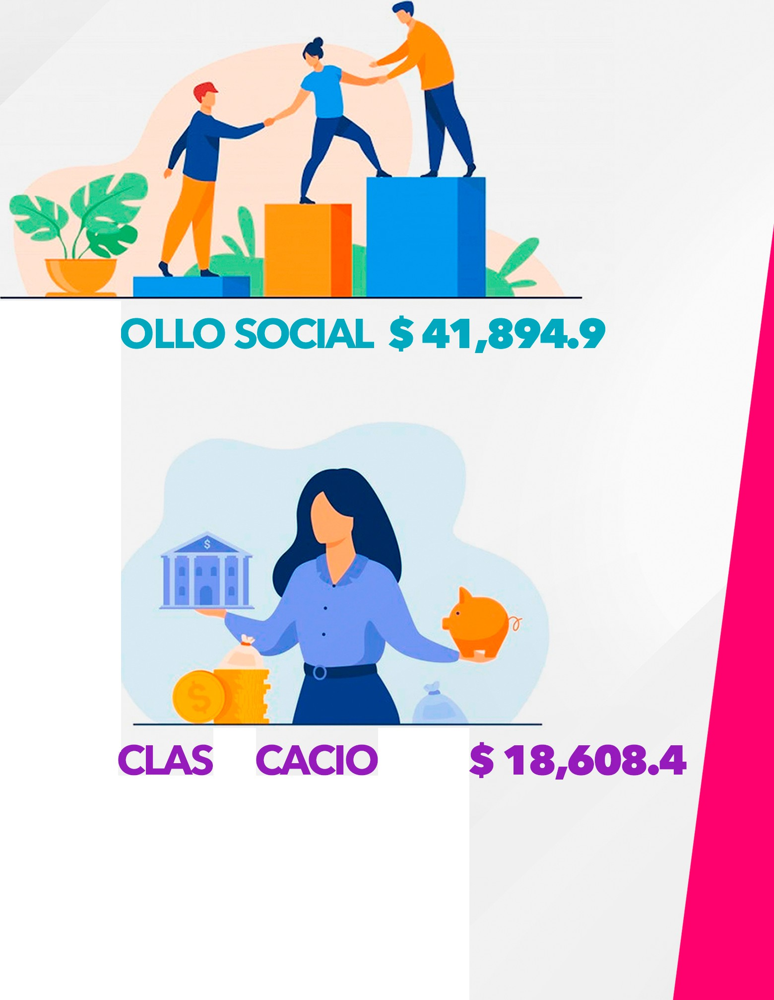 OLLO SOCIAL $ 41,894.9
CLAS CACIO $ 18,608.4